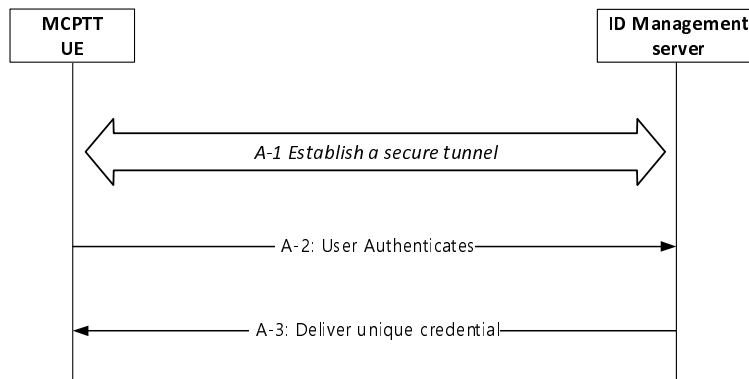 MCPTT
UE
ID Management
server
A-1 Establish a secure tunnel
A-2: User Authenticates
A-3: Deliver unique credential